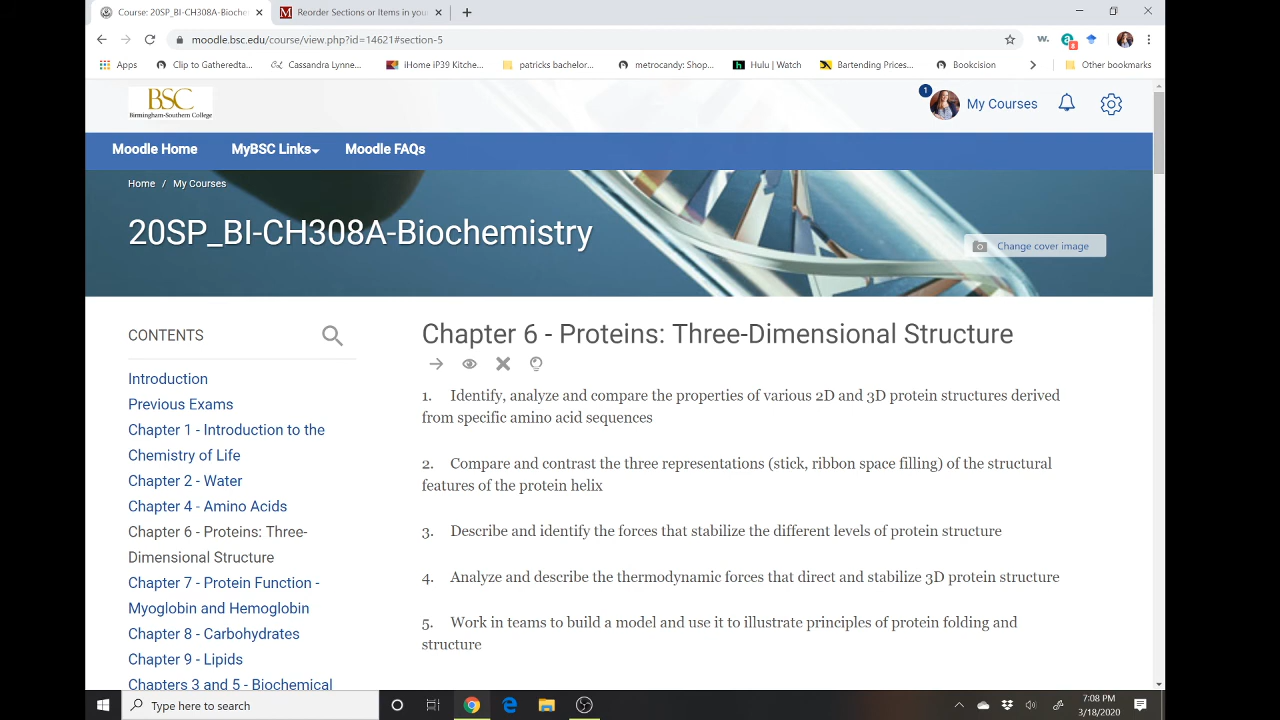 Course: 20SP_BI-CH308A-Biochem
Reorder Sections or Items in your
moodle.bsc.edu/course/view.php?id=14621#section-5
Apps
Clip to Gatheredta...
Cassandra Lynne...
iHome iP39 Kitche...
patricks bachelor...
metrocandy: Shop...
Hulu | Watch
Bartending Prices...
Bookcision
Other bookmarks
BSC
Birmingham-Southern College
1
My Courses
Moodle Home
MyBSC Links
Moodle FAQs
Home / My Courses
20SP_BI-CH308A-Biochemistry
Change cover image
CONTENTS
Introduction
Previous Exams
Chapter 1 - Introduction to the
Chemistry of Life
Chapter 2 - Water
Chapter 4 - Amino Acids
Chapter 6 - Proteins: Three-
Dimensional Structure
Chapter 7 - Protein Function -
Myoglobin and Hemoglobin
Chapter 8 - Carbohydrates
Chapter 9 - Lipids
Chapters 3 and 5 - Biochemical
Chapter 6 - Proteins: Three-Dimensional Structure
1. Identify, analyze and compare the properties of various 2D and 3D protein structures derived
from specific amino acid sequences
2. Compare and contrast the three representations (stick, ribbon space filling) of the structural
features of the protein helix
3. Describe and identify the forces that stabilize the different levels of protein structure
4. Analyze and describe the thermodynamic forces that direct and stabilize 3D protein structure
5. Work in teams to build a model and use it to illustrate principles of protein folding and
structure
Type here to search
7:08 PM
3/18/2020